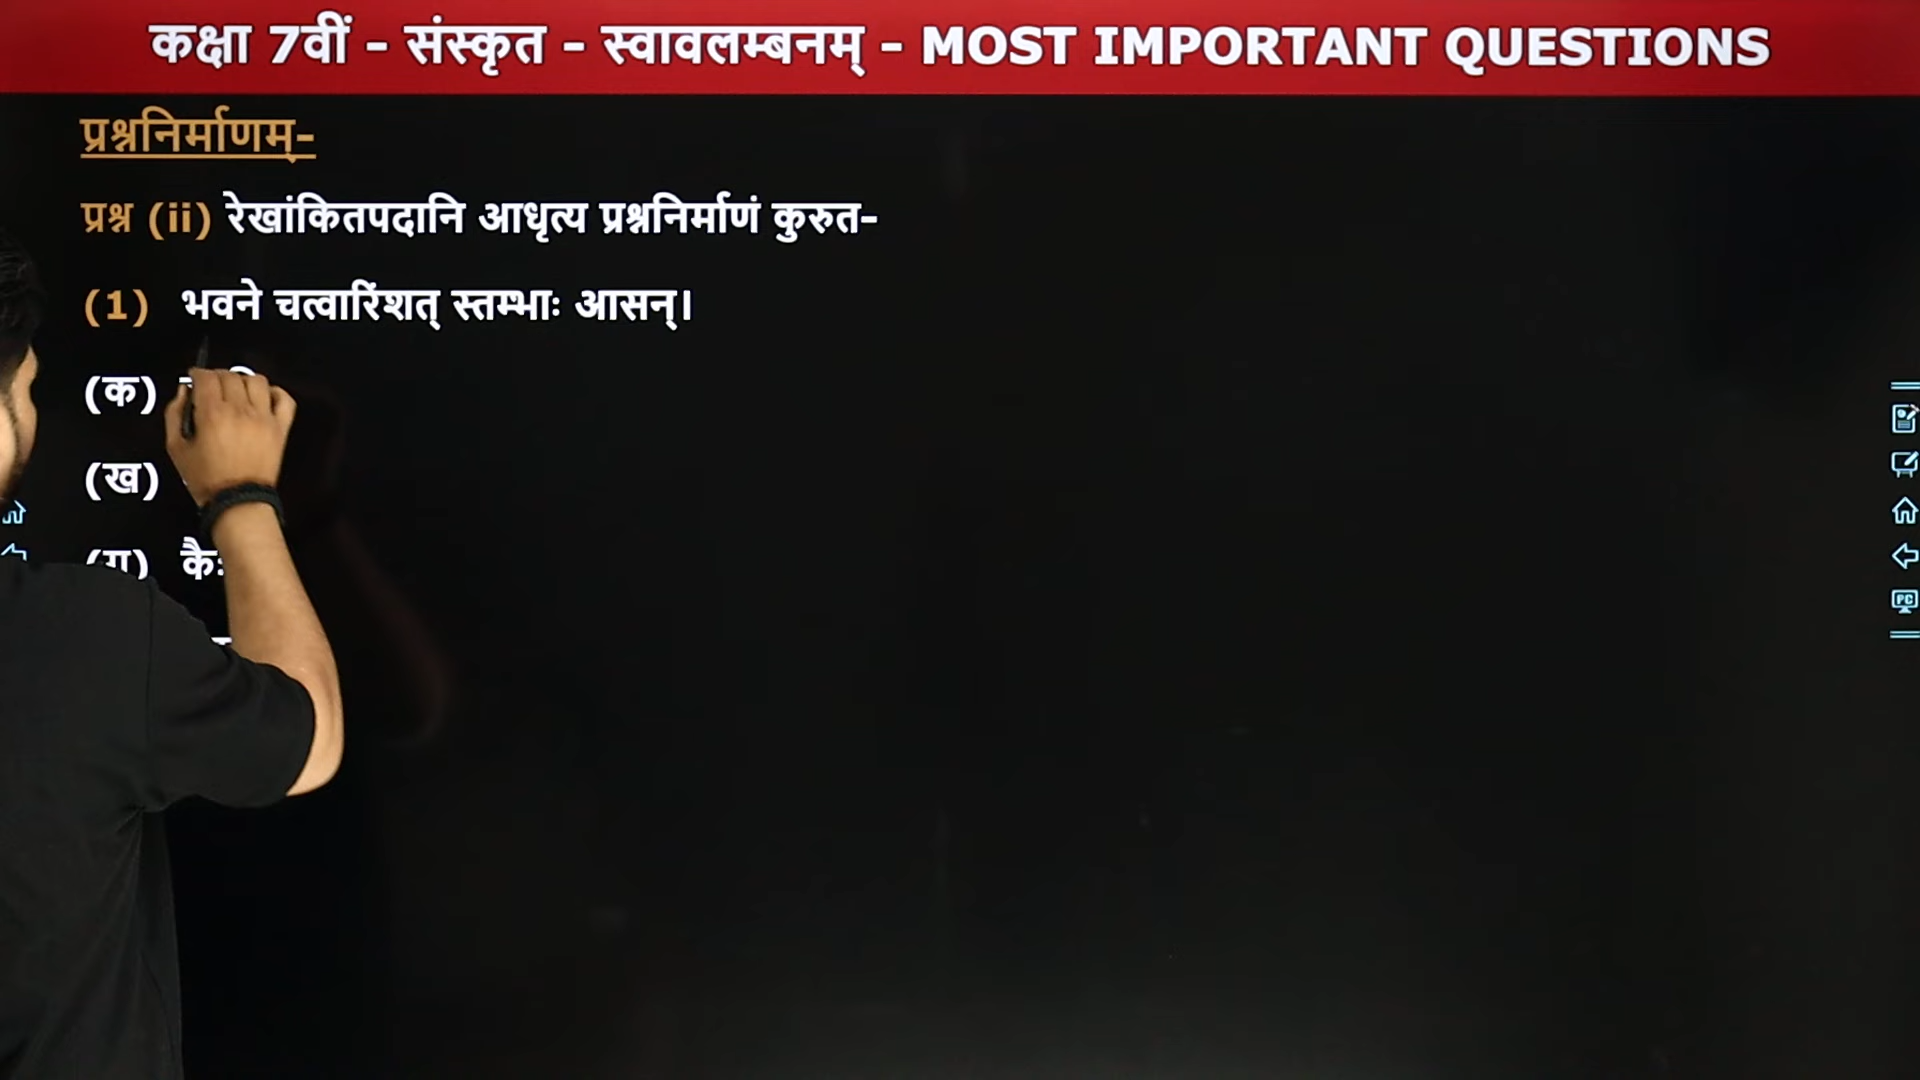 कक्षा 7वीं - संस्कृत - स्वावलम्बनम् - MOST IMPORTANT QUESTIONS
प्रश्ननिर्माणम्-
प्रश्न (ii) रेखांकितपदानि आधृत्य प्रश्ननिर्माणं कुरुत-
(1) भवने चत्वारिंशत् स्तम्भाः आसन्।
(क)
(ख)
(ग) कैः
PC